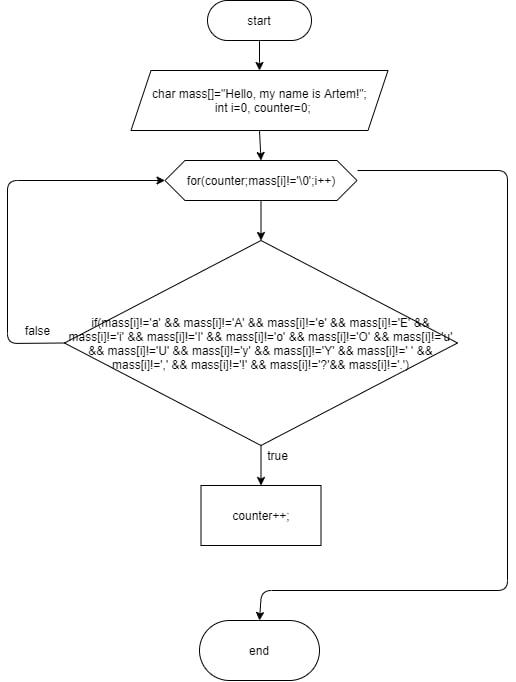 start
char mass[]="Hello, my name is Artem!";
int i=0, counter=0;
for(counter;mass[i]!='\0';i++)
if(mass[i]!='a' && mass[i]!='A' && mass[i]!='e' && mass[i]!='E' &&
mass[i]!='i' && mass[i]!='I' && mass[i]!='o' && mass[i]!='O' && mass[i]!='u'
&& mass[i]!='U' && mass[i]!='y' && mass[i]!='Y' && mass[i]!=' ' &&
mass[i]!=',' && mass[i]!='!' && mass[i]!='?'&& mass[i]!='.')
false
true
counter++;
end